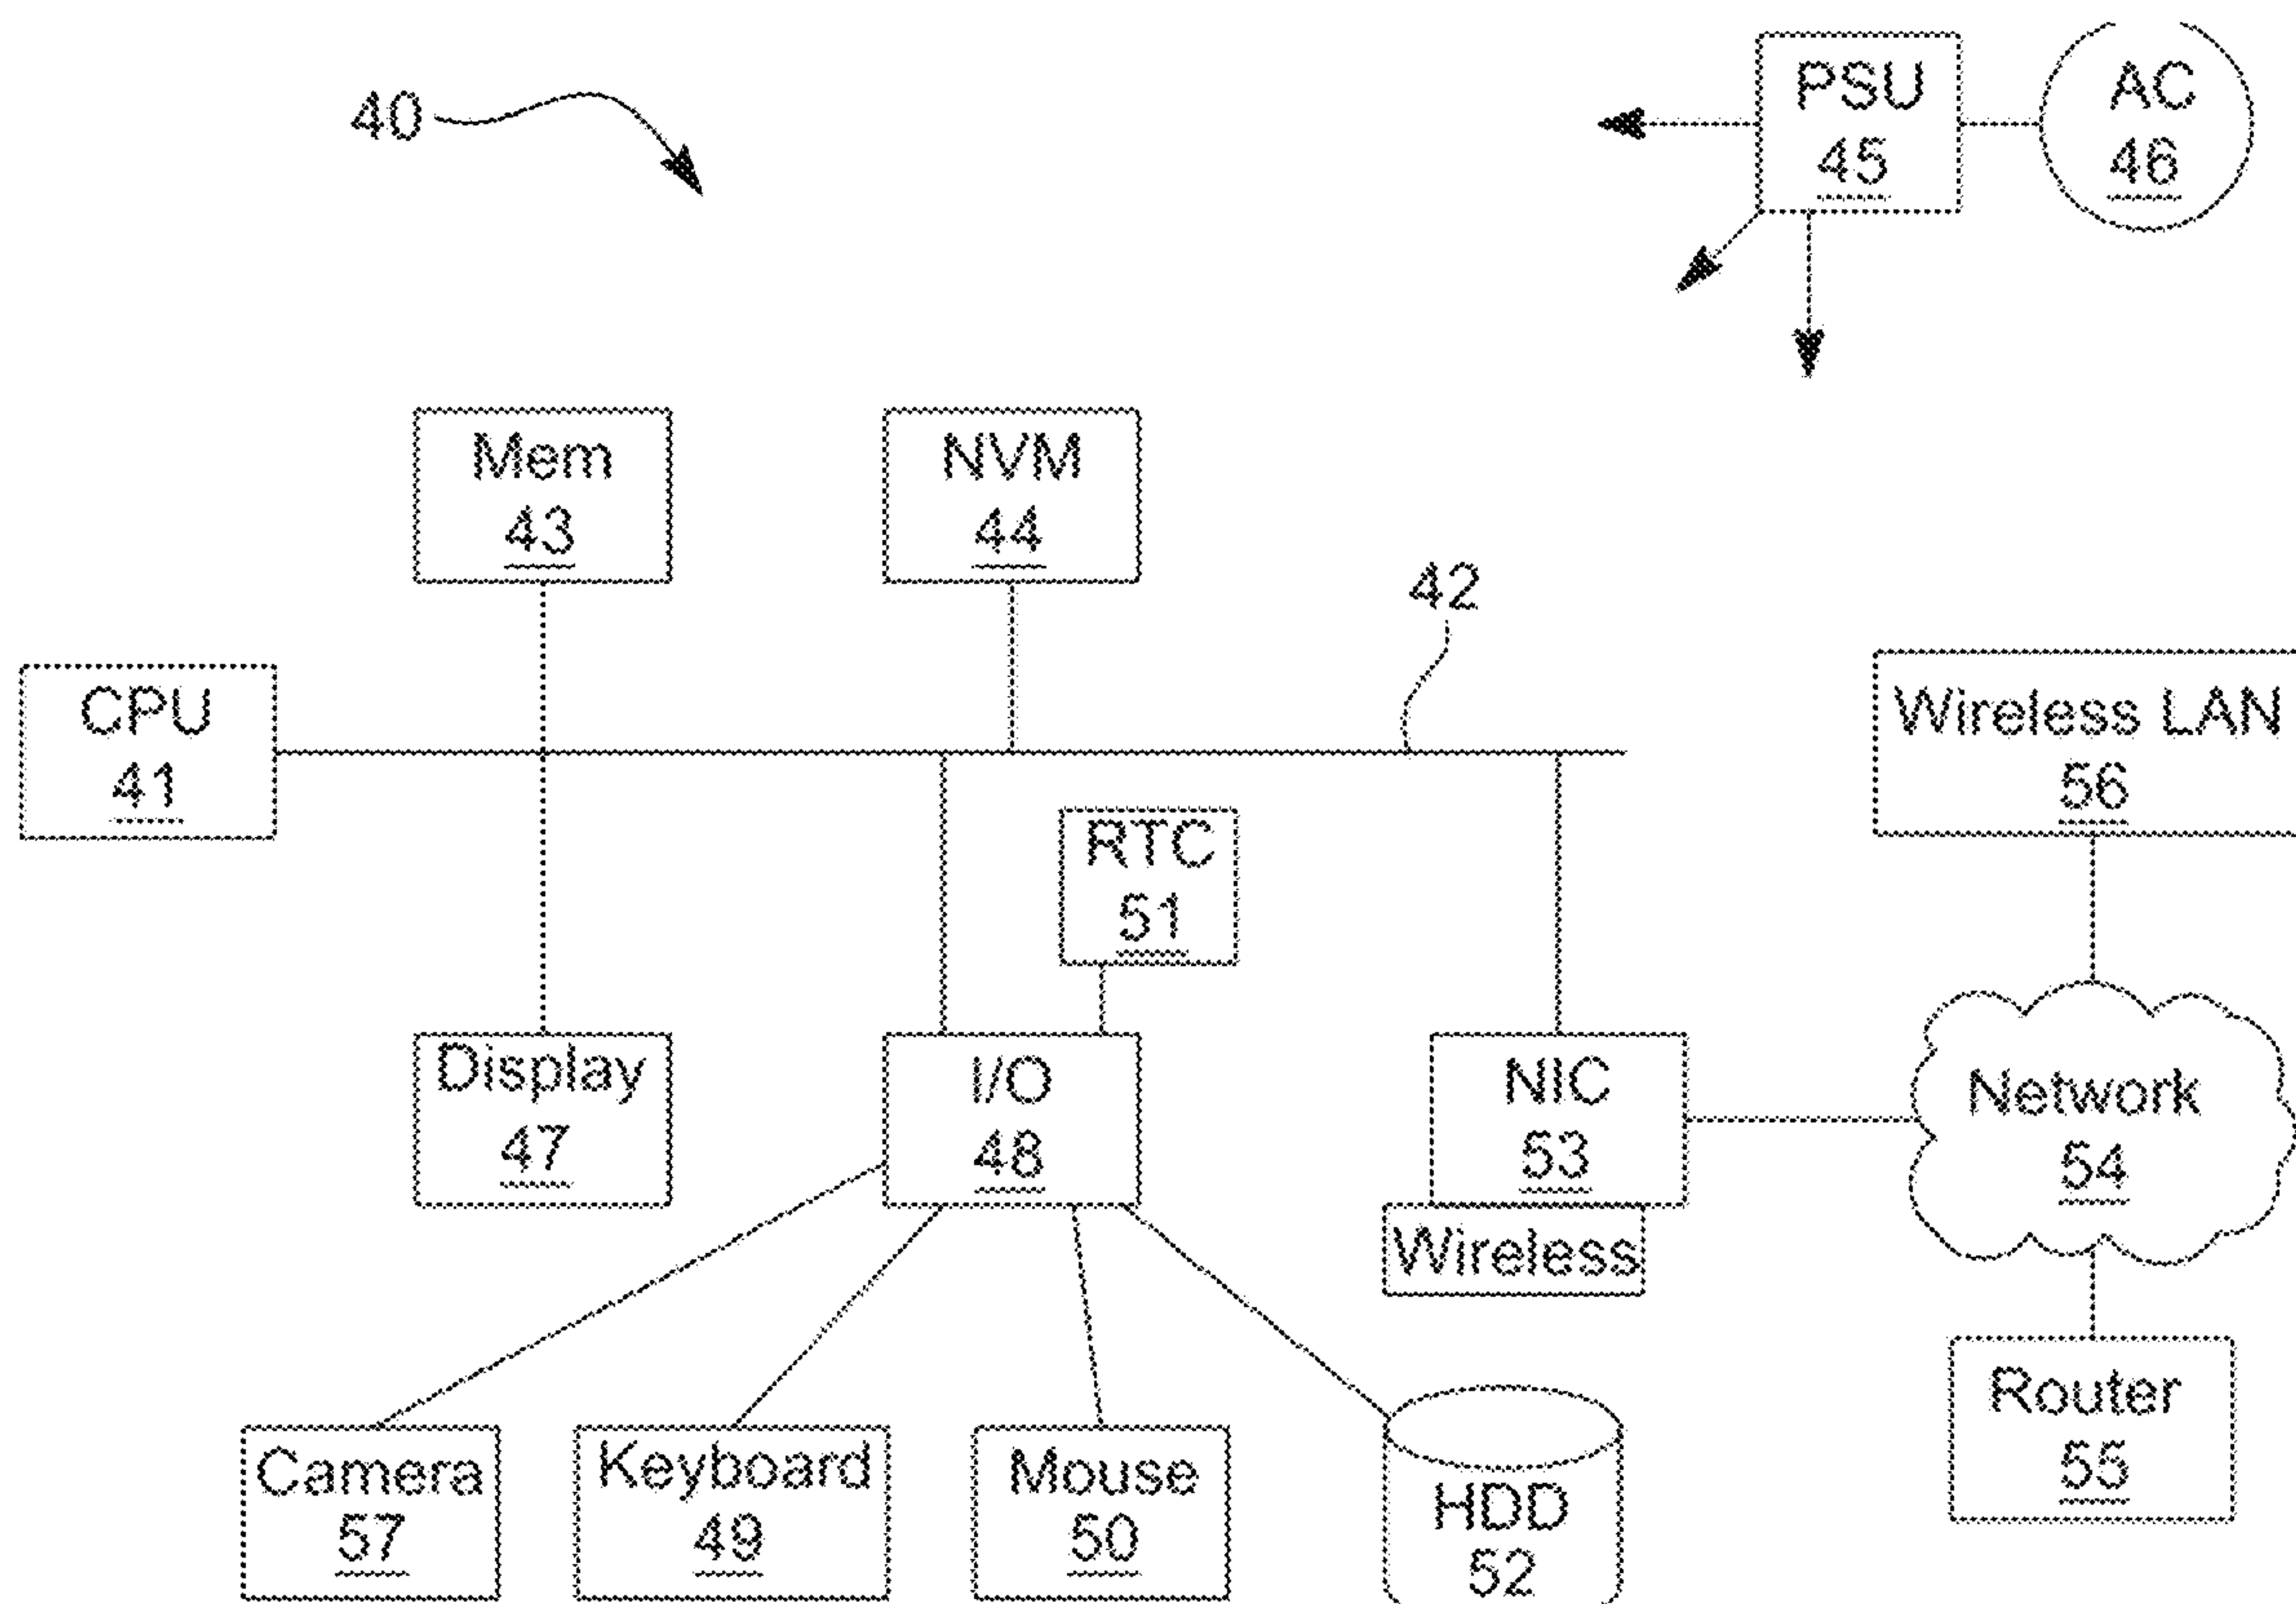 40
PSU
45
AC
46
Mem
43
NVM
44
42
CPU
41
Wireless LAN
56
RTC
51
Display
47
I/O
48
NIC
53
Wireless
Network
54
Router
55
Camera
57
Keyboard
49
Mouse
50
HDD
52